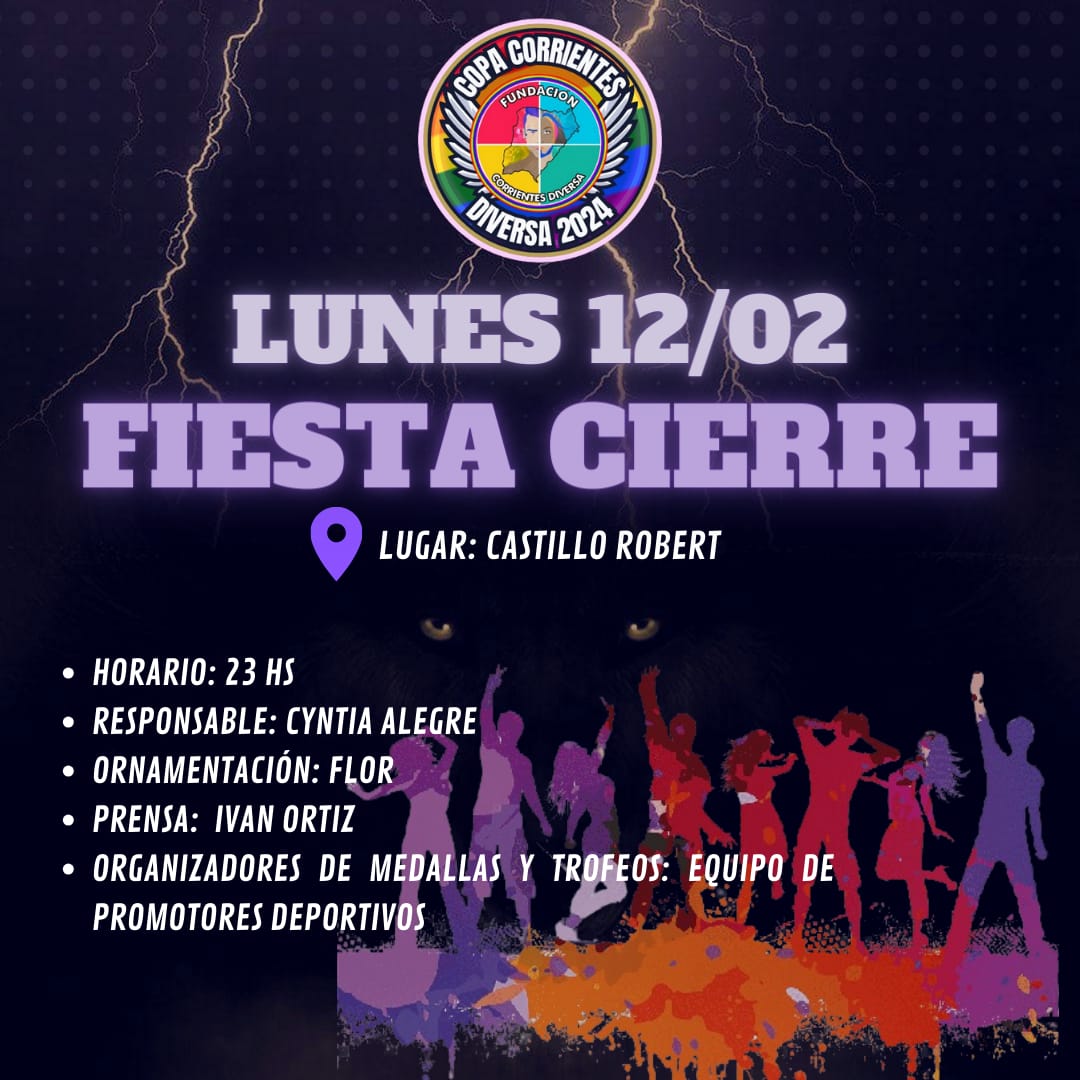 COPA CORRIENTES
FUNDACION
CORRIENTES DIVERSA
DIVERSA 2024
LUNES 12/02
FIESTA CIERRE
LUGAR: CASTILLO ROBERT
• HORARIO: 23 HS
• RESPONSABLE: CYNTIA ALEGRE
• ORNAMENTACIÓN: FLOR
• PRENSA: IVAN ORTIZ
• ORGANIZADORES DE MEDALLAS Y TROFEOS: EQUIPO DE
PROMOTORES DEPORTIVOS